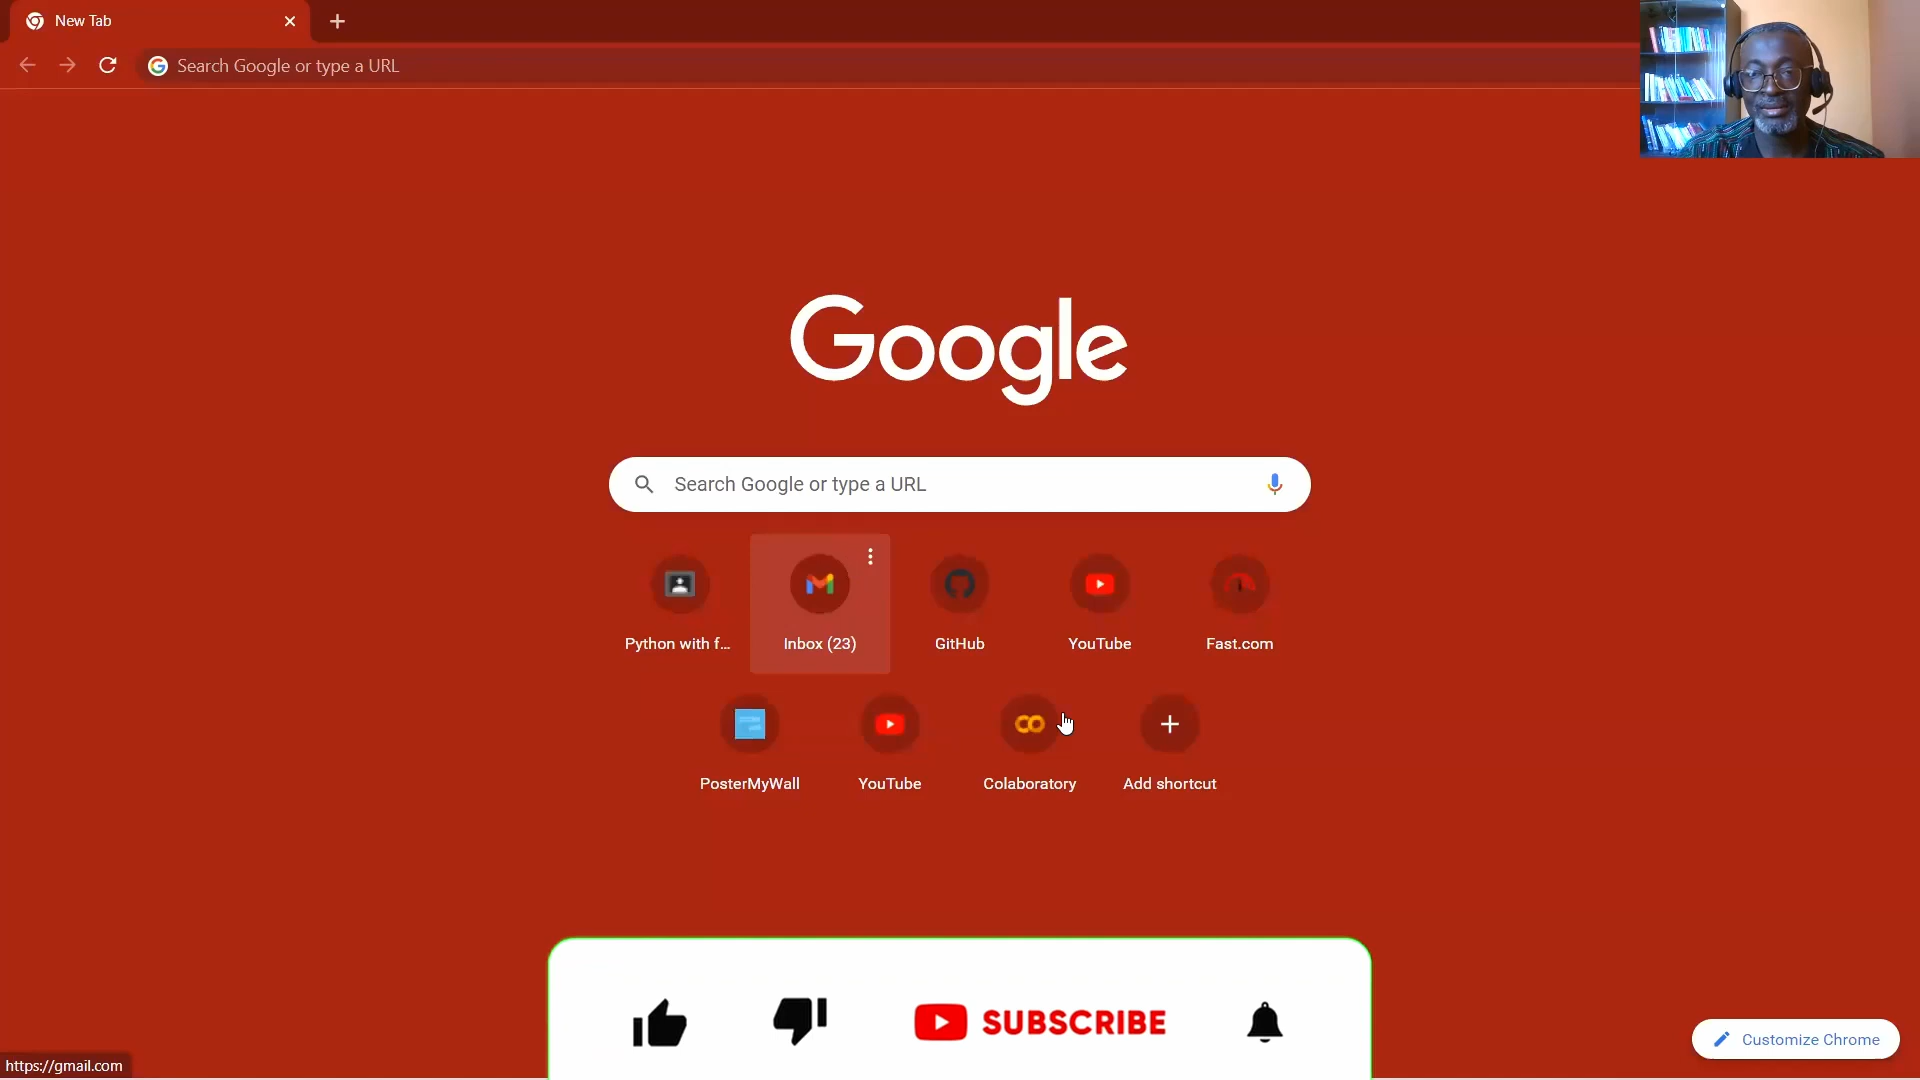 New Tab
Search Google or type a URL
Google
Search Google or type a URL
Python with f...
Inbox (23)
GitHub
YouTube
Fast.com
PosterMyWall
YouTube
Colaboratory
Add shortcut
SUBSCRIBE
Customize Chrome
https://gmail.com